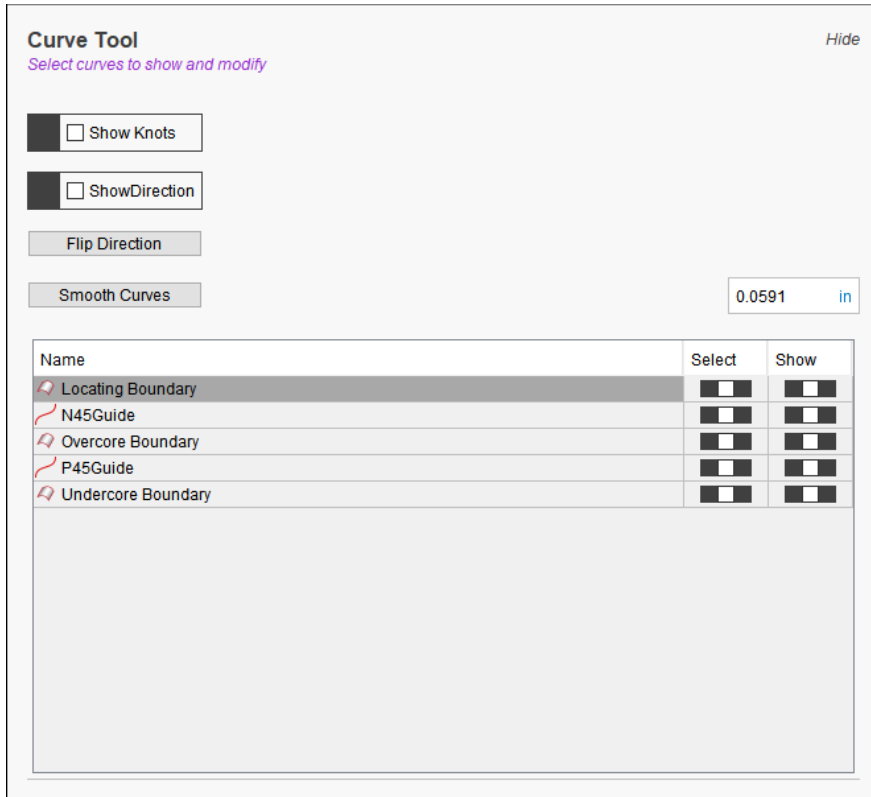 Curve Tool
Hide
Select curves to show and modify
Show Knots
ShowDirection
Flip Direction
Smooth Curves
0.0591 in
Name Select Show
Locating Boundary
N45Guide
Overcore Boundary
P45Guide
Undercore Boundary